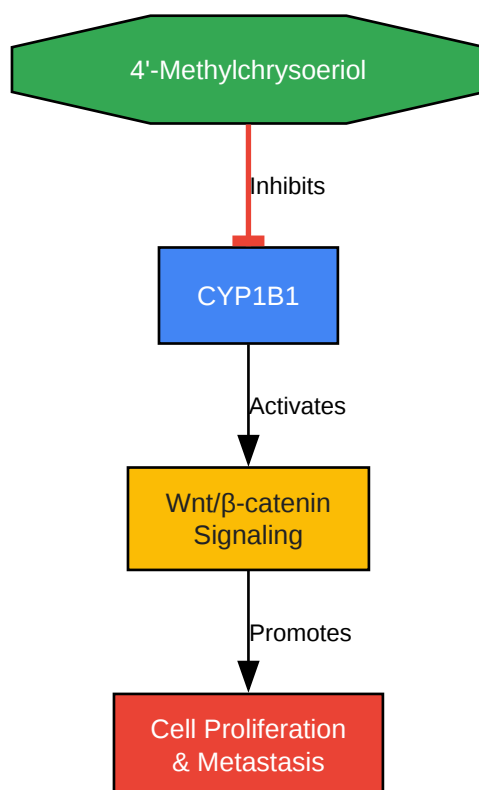 4'-Methylchrysoeriol
Inhibits
CYP1B1
Activates
Wnt/β-catenin
Signaling
Promotes
Cell Proliferation
& Metastasis